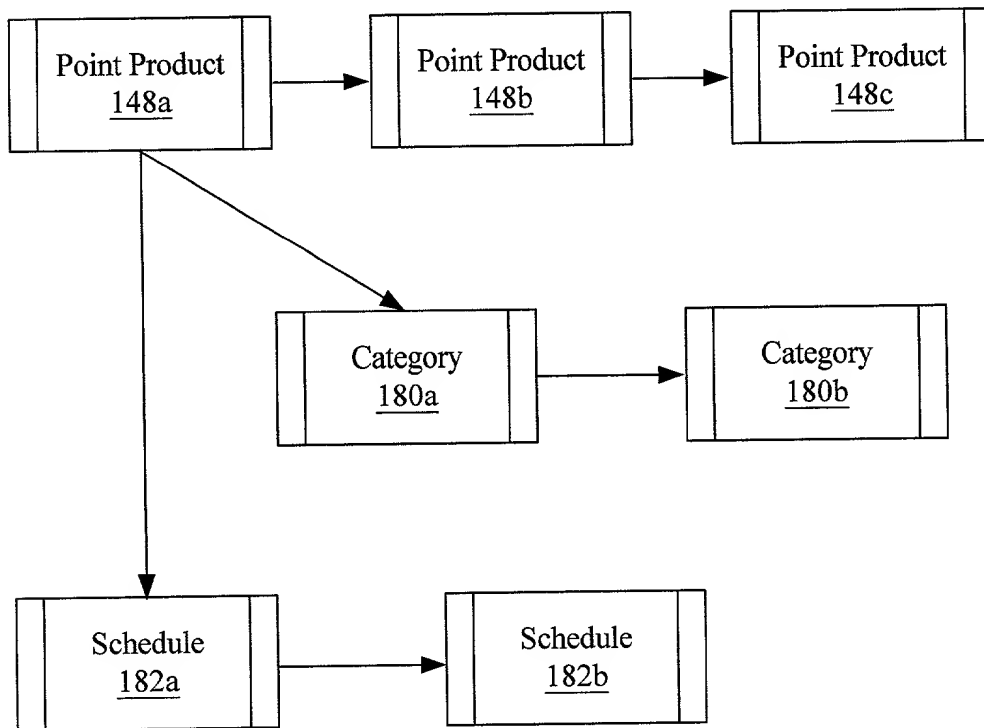 Point Product
148a
Point Product
148b
Point Product
148c
Category
180a
Category
180b
Schedule
182a
Schedule
182b